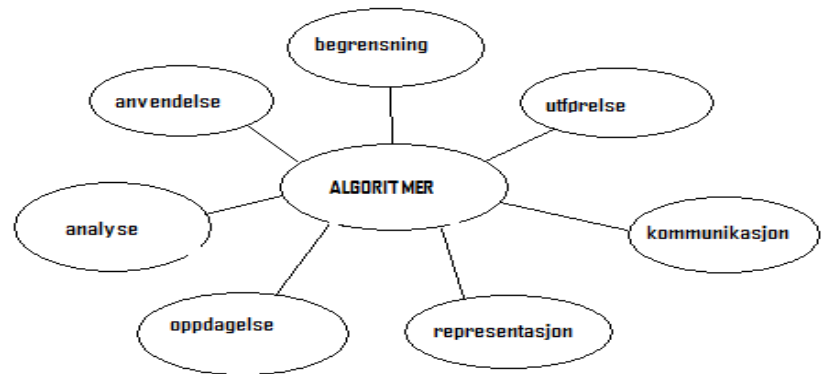 begrensning
anvendelse
utførelse
ALGORITMER
analyse
kommunikasjon
oppdagelse
representasjon